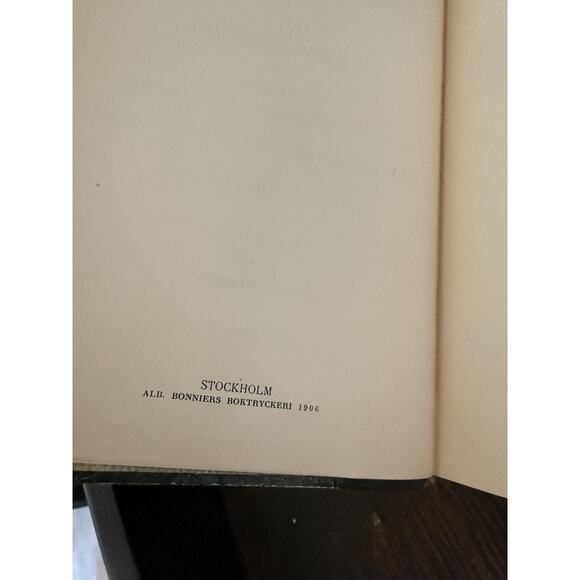 STOCKHOLM
ALB. BONNIERS BOKTRYCKERI 1906